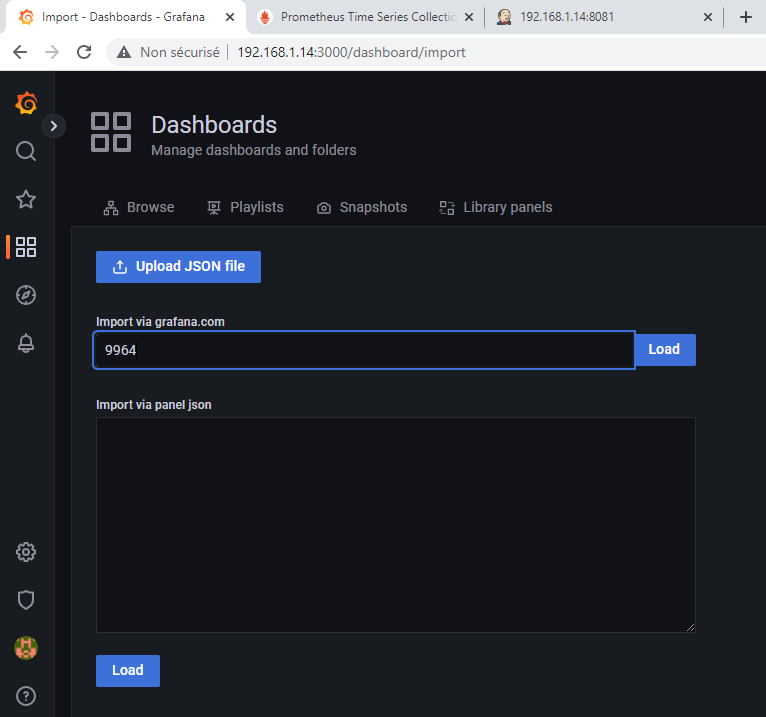 Import - Dashboards - Grafana
Prometheus Time Series Collectic
192.168.1.14:8081
Non sécurisé
192.168.1.14:3000/dashboard/import
Dashboards
Manage dashboards and folders
Browse
Playlists
Snapshots
Library panels
Upload JSON file
Import via grafana.com
9964
Load
Import via panel json
Load